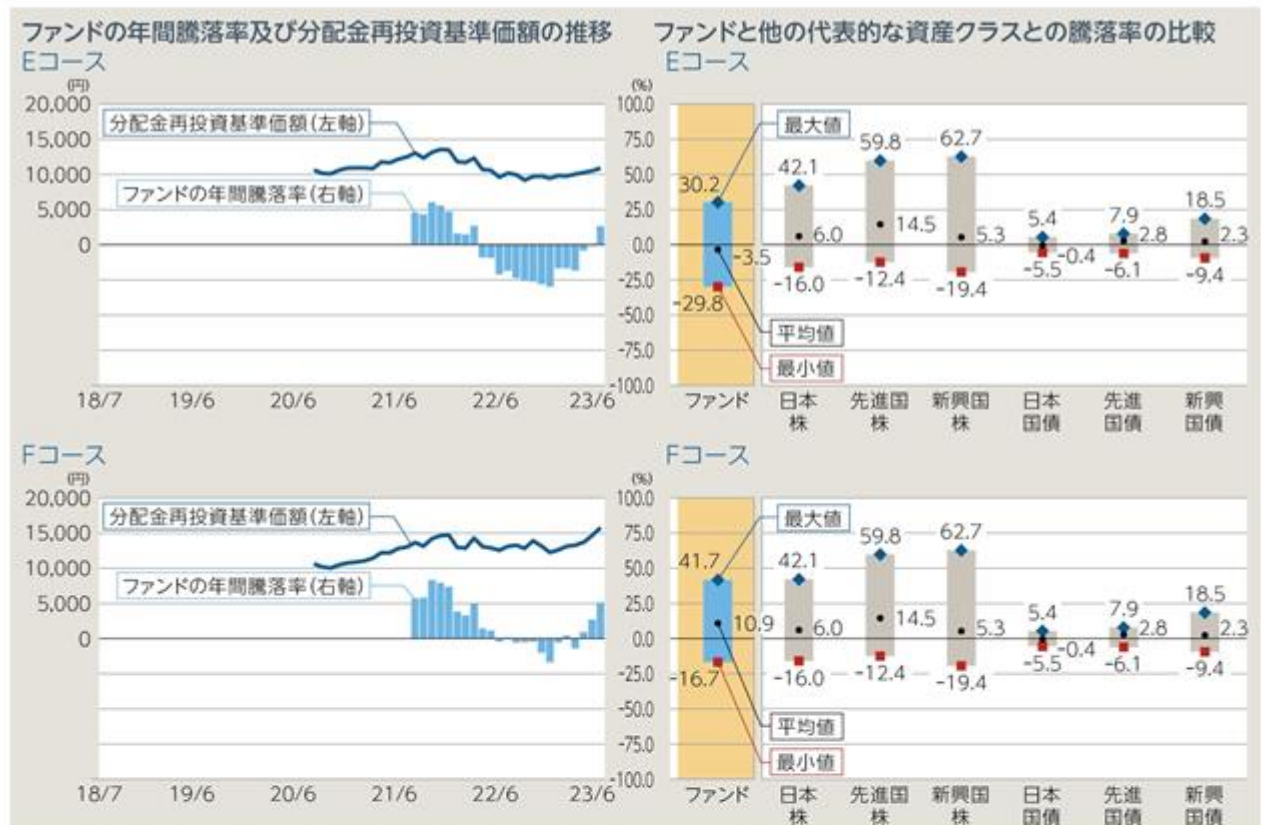 ファンドの年間騰落率及び分配金再投資基準価額の推移
ファンドと他の代表的な資産クラスとの騰落率の比較
Eコース
(円)
20,000
15,000
10,000
5,000
0
分配金再投資基準価額(左軸)
ファンドの年間騰落率(右軸)
18/7 19/6 20/6 21/6 22/6 23/6
Eコース
(%)
100.0
75.0
50.0
25.0
0.0
-25.0
-50.0
-75.0
-100.0
最大値
平均値
最小値
30.2 42.1 59.8 62.7 5.4 7.9 18.5
-3.5 6.0 14.5 5.3 -0.4 2.8 2.3
-29.8 -16.0 -12.4 -19.4 -5.5 -6.1 -9.4
ファンド 日本 先進国 新興国 日本 先進 新興
株 株 株 国債 国債 国債
Fコース
(円)
20,000
15,000
10,000
5,000
0
分配金再投資基準価額(左軸)
ファンドの年間騰落率(右軸)
18/7 19/6 20/6 21/6 22/6 23/6
Fコース
(%)
100.0
75.0
50.0
25.0
0.0
-25.0
-50.0
-75.0
-100.0
最大値
平均値
最小値
41.7 42.1 59.8 62.7 5.4 7.9 18.5
10.9 6.0 14.5 5.3 -0.4 2.8 2.3
-16.7 -16.0 -12.4 -19.4 -5.5 -6.1 -9.4
ファンド 日本 先進国 新興国 日本 先進 新興
株 株 株 国債 国債 国債